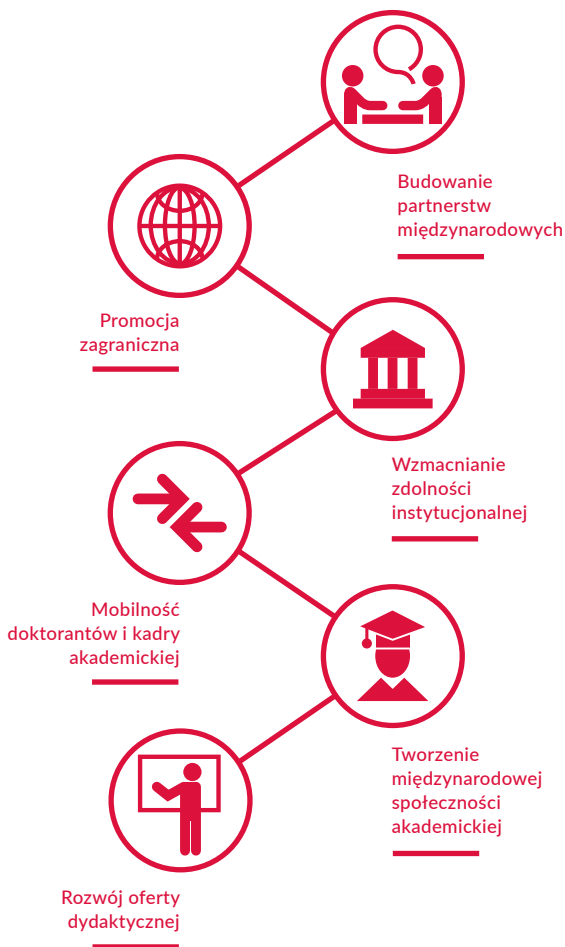 Budowanie
partnerstw
międzynarodowych
Promocja
zagraniczna
Wzmacnianie
zdolności
instytucjonalnej
Mobilność
doktorantów i kadry
akademickiej
Tworzenie
międzynarodowej
społeczności
akademickiej
Rozwój oferty
dydaktycznej